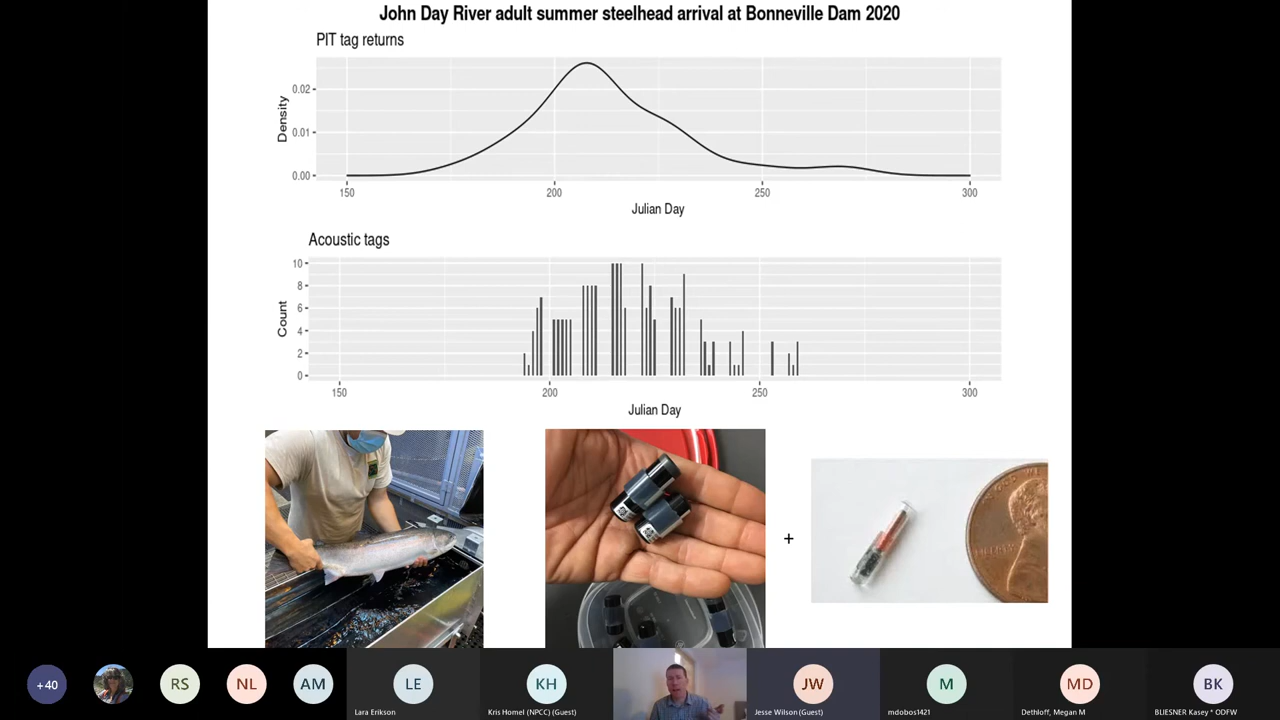 John Day River adult summer steelhead arrival at Bonneville Dam 2020
PIT tag returns
Density
0.02
0.01
0.00
150 200 250 300
Julian Day
Acoustic tags
Count
10
8
6
4
2
0
150 200 250 300
Julian Day
+
LIBERTY
+40
RS
NL
AM
LE
Lara Erikson
KH
Kris Homel (NPCC) (Guest)
JW
Jesse Wilson (Guest)
M
mdobos1421
MD
Dethloff, Megan M
BK
BLIESNER Kasey * ODFW